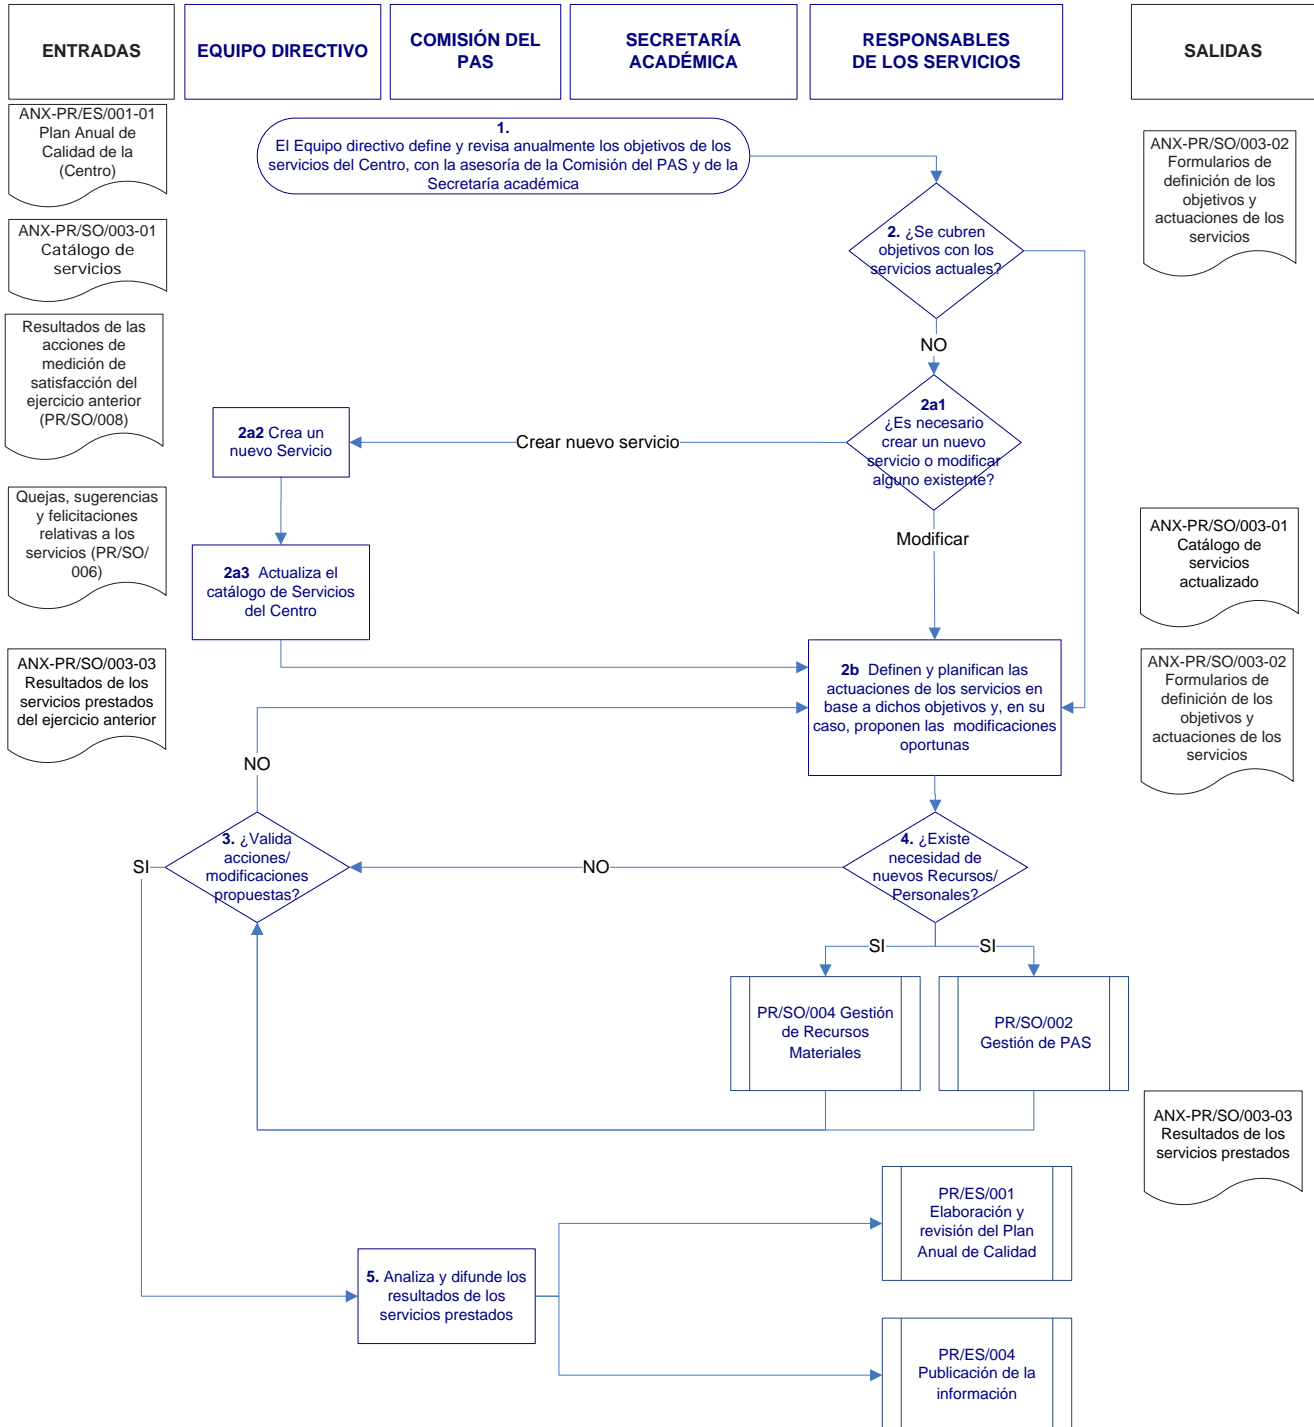 ENTRADAS
EQUIPO DIRECTIVO
COMISIÓN DEL
PAS
SECRETARÍA
ACADÉMICA
RESPONSABLES
DE LOS SERVICIOS
SALIDAS
ANX-PR/ES/001-01
Plan Anual de
Calidad de la
(Centro)
ANX-PR/SO/003-01
Catálogo de
servicios
Resultados de las
acciones de
medición de
satisfacción del
ejercicio anterior
(PR/SO/008)
Quejas, sugerencias
y felicitaciones
relativas a los
servicios (PR/SO/
006)
ANX-PR/SO/003-03
Resultados de los
servicios prestados
del ejercicio anterior
1.
El Equipo directivo define y revisa anualmente los objetivos de los
servicios del Centro, con la asesoría de la Comisión del PAS y de la
Secretaría académica
2. ¿Se cubren
objetivos con los
servicios actuales?
NO
2a1
¿Es necesario
crear un nuevo
servicio o modificar
alguno existente?
Crear nuevo servicio
2a2 Crea un
nuevo Servicio
Modificar
2a3 Actualiza el
catálogo de Servicios
del Centro
2b Definen y planifican las
actuaciones de los servicios en
base a dichos objetivos y, en su
caso, proponen las modificaciones
oportunas
NO
3. ¿Valida
acciones/
modificaciones
propuestas?
SI
NO
4. ¿Existe
necesidad de
nuevos Recursos/
Personales?
SI
SI
PR/SO/004 Gestión
de Recursos
Materiales
PR/SO/002
Gestión de PAS
5. Analiza y difunde los
resultados de los
servicios prestados
PR/ES/001
Elaboración y
revisión del Plan
Anual de Calidad
PR/ES/004
Publicación de la
información
ANX-PR/SO/003-02
Formularios de
definición de los
objetivos y
actuaciones de los
servicios
ANX-PR/SO/003-01
Catálogo de
servicios
actualizado
ANX-PR/SO/003-02
Formularios de
definición de los
objetivos y
actuaciones de los
servicios
ANX-PR/SO/003-03
Resultados de los
servicios prestados